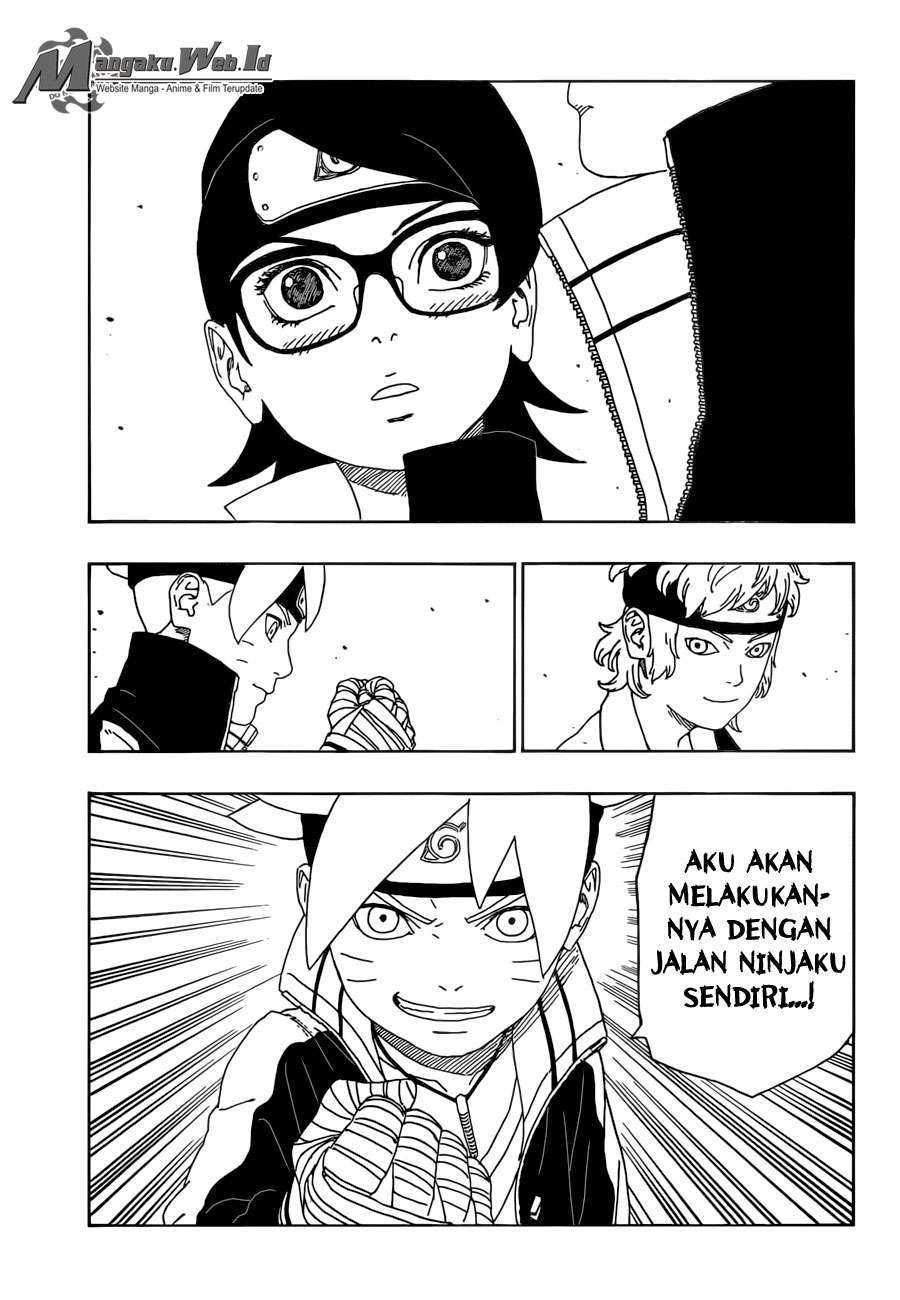 Mangaku.Web.Id
Website Manga - Anime & Film Terupdate
AKU AKAN
MELAKUKAN-
NYA DENGAN
JALAN NINJAKU
SENDIRI...!